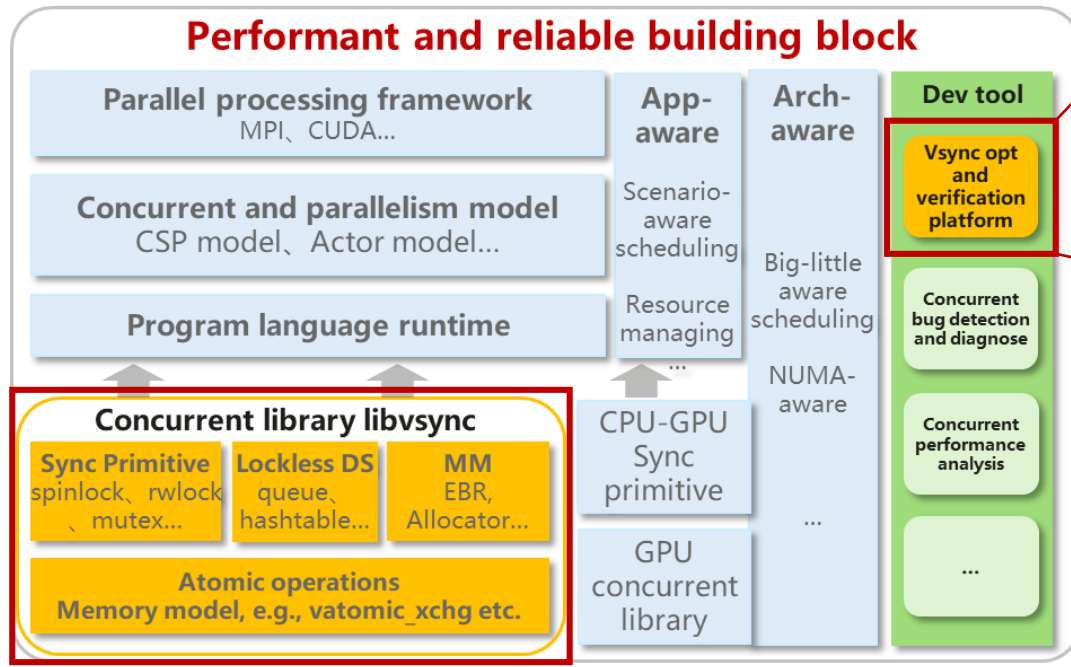 Performant and reliable building block
Parallel processing framework
MPI、CUDA...
Concurrent and parallelism model
CSP model、Actor model...
Program language runtime
App-
aware
Scenario-
aware
scheduling
Resource
managing
...
Arch-
aware
Big-little
aware
scheduling
NUMA-
aware
...
Dev tool
Vsync opt
and
verification
platform
Concurrent
bug detection
and diagnose
Concurrent
performance
analysis
...
Concurrent library libvsync
Sync Primitive
spinlock、rwlock
、mutex...
Lockless DS
queue、
hashtable...
MM
EBR,
Allocator...
Atomic operations
Memory model, e.g., vatomic_xchg etc.
CPU-GPU
Sync
primitive
GPU
concurrent
library